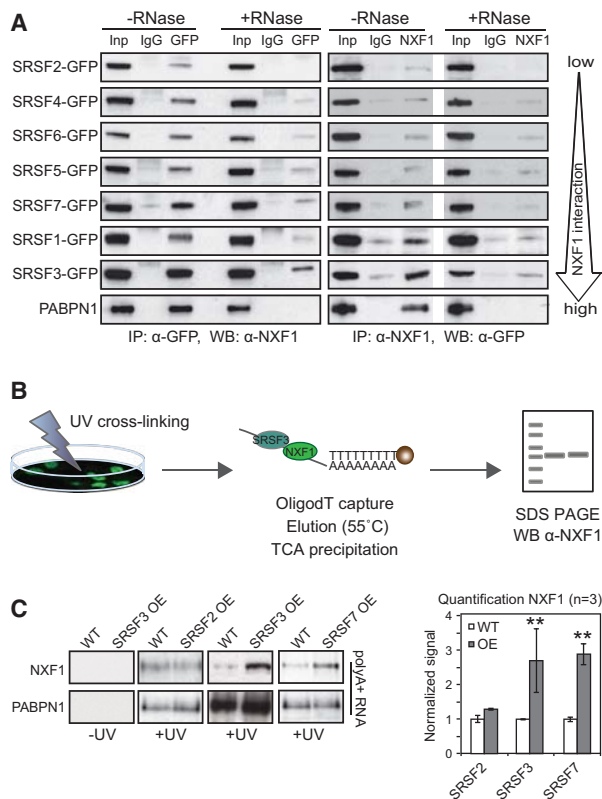 A
-RNase +RNase -RNase +RNase
Inp IgG GFP Inp IgG GFP Inp IgG NXF1 Inp IgG NXF1
SRSF2-GFP
SRSF4-GFP
SRSF6-GFP
SRSF5-GFP
SRSF7-GFP
SRSF1-GFP
SRSF3-GFP
PABPN1
low
NXF1 interaction
high
IP: α-GFP, WB: α-NXF1 IP: α-NXF1, WB: α-GFP
B
UV cross-linking
SRSF3
NXF1
TTTTTTTT
AAAAAAAA
OligodT capture
Elution (55˚C)
TCA precipitation
SDS PAGE
WB α-NXF1
C
WT SRSF3 OE WT SRSF2 OE WT SRSF3 OE WT SRSF7 OE
NXF1
PABPN1
polyA+ RNA
-UV +UV +UV +UV
Quantification NXF1 (n=3)
Normalized signal
4
3
2
1
0
WT
OE
**
**
SRSF2 SRSF3 SRSF7